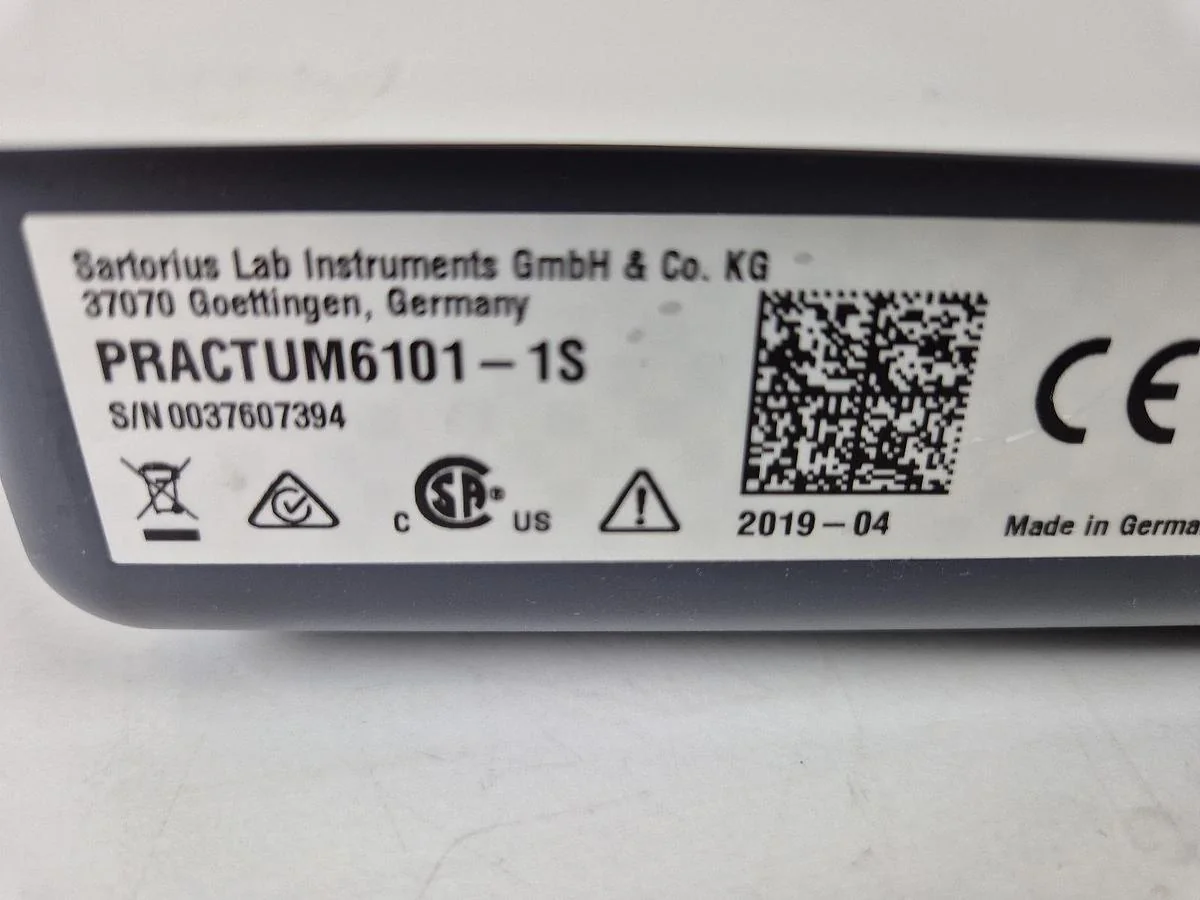 Sartorius Lab Instruments GmbH & Co. KG
37070 Goettingen, Germany
PRACTUM6101 – 1S
S/N 0037607394
C SA® US
2019 – 04
CE
Made in Germa